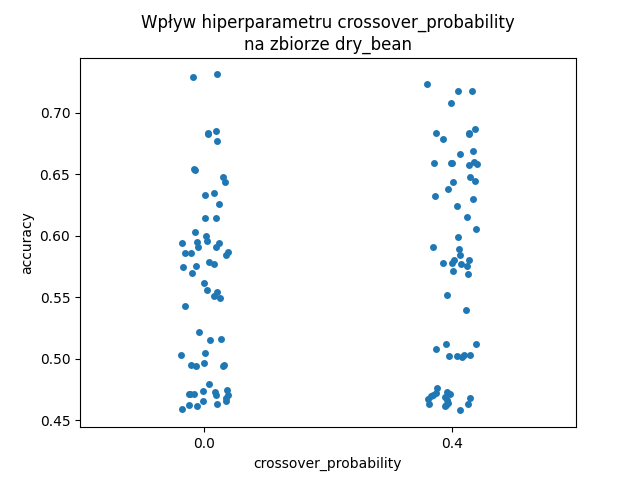 Wpływ hiperparametru crossover_probability
na zbiorze dry_bean
accuracy
0.70
0.65
0.60
0.55
0.50
0.45
0.0
0.4
crossover_probability